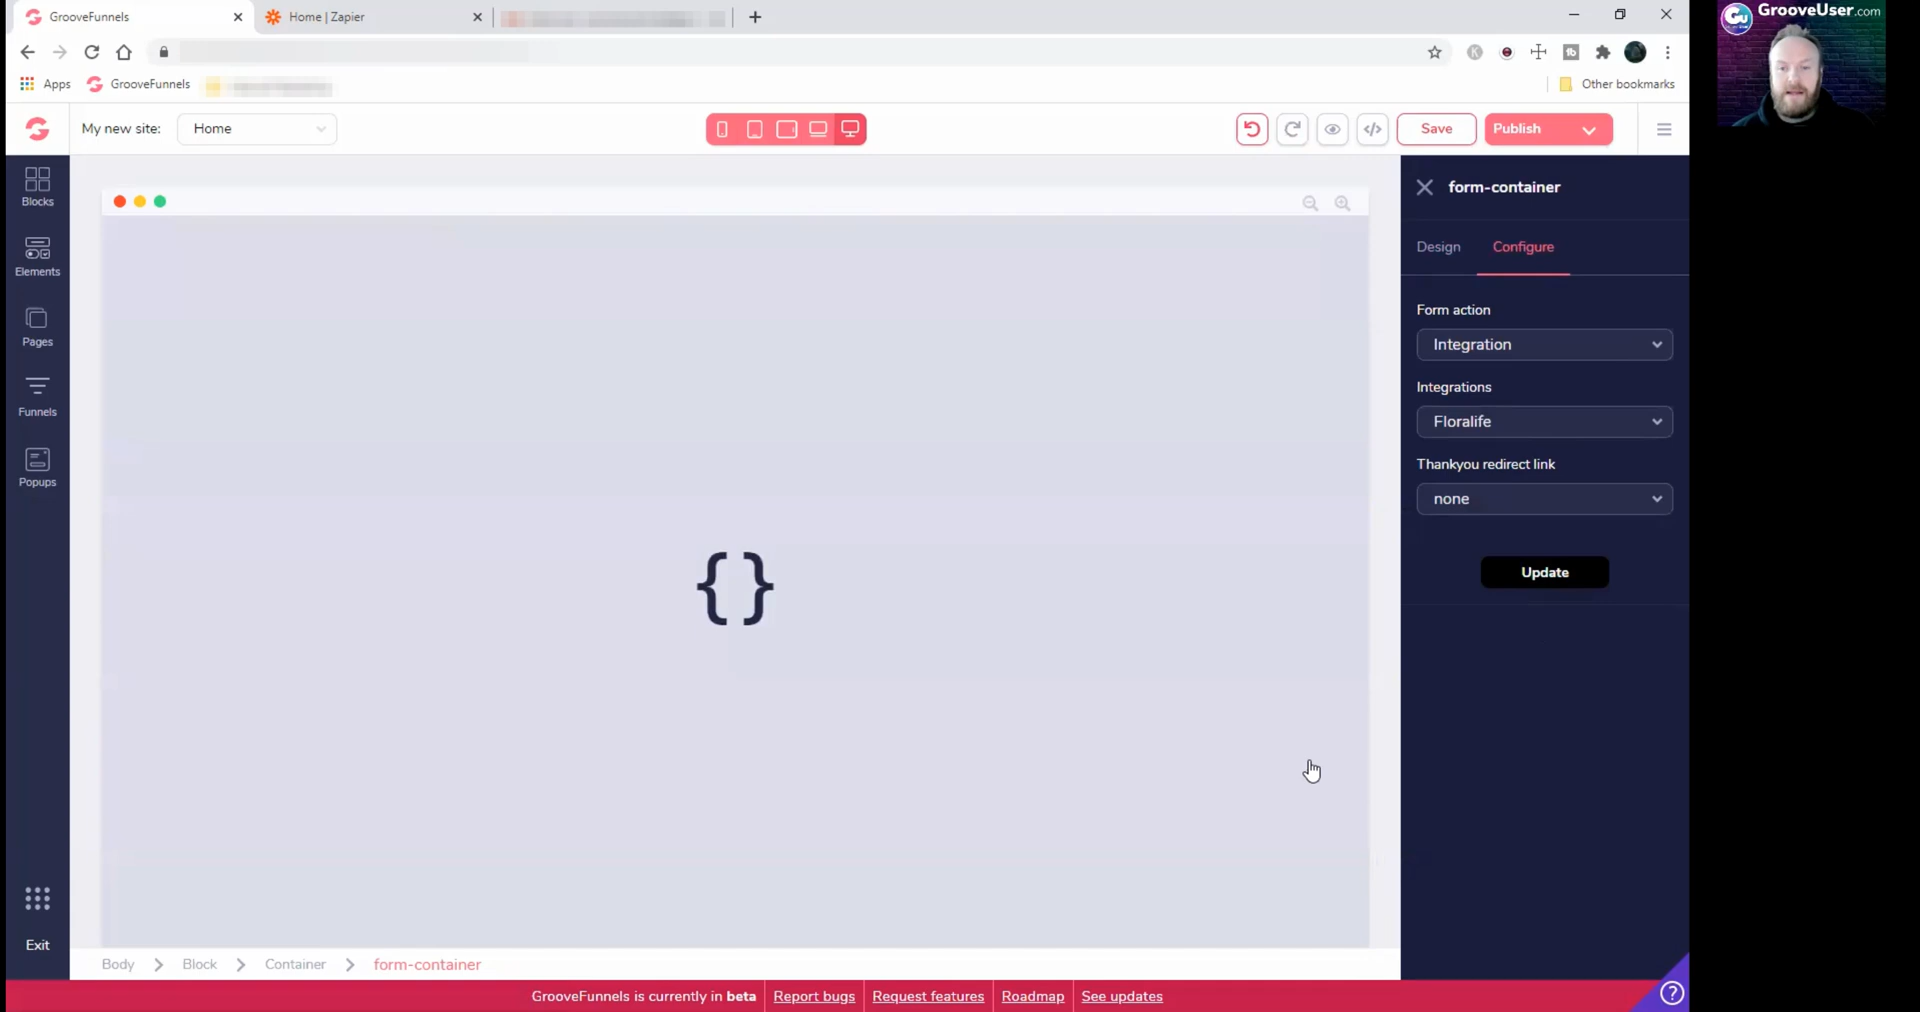 GrooveFunnels
Home | Zapier
GrooveUser.com
Apps
GrooveFunnels
Other bookmarks
My new site:
Home
Save
Publish
Blocks
Elements
Pages
Funnels
Popups
Exit
{}
form-container
Design
Configure
Form action
Integration
Integrations
Floralife
Thankyou redirect link
none
Update
Body
Block
Container
form-container
GrooveFunnels is currently in beta
Report bugs
Request features
Roadmap
See updates